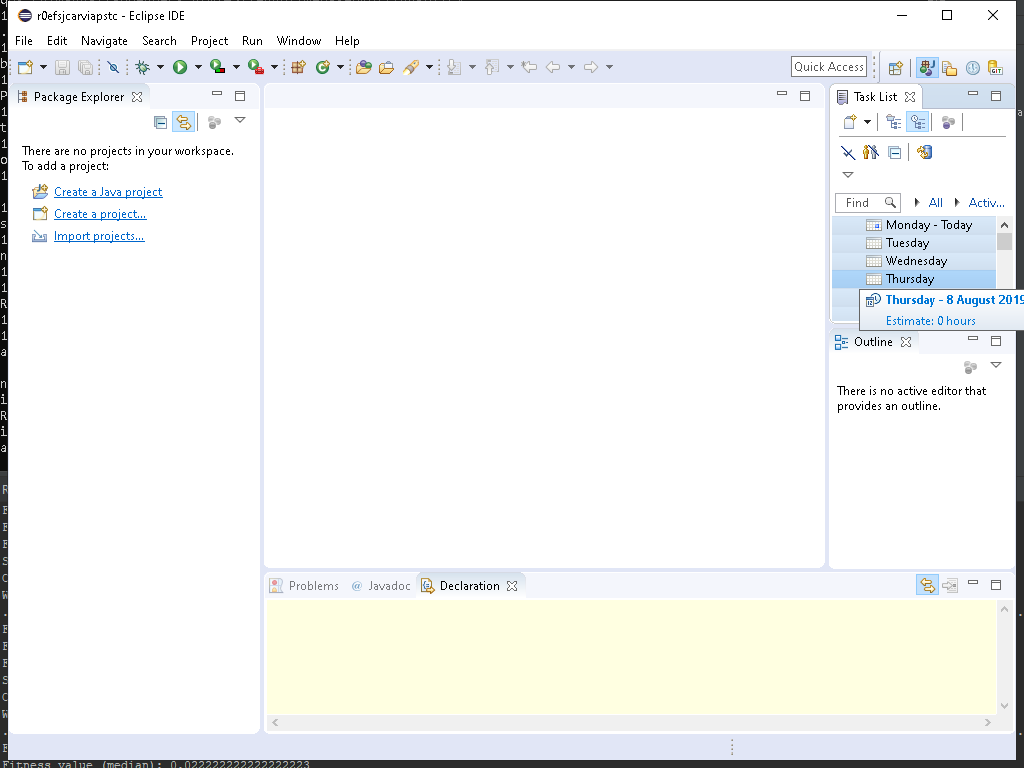 r0efsjcarviapstc - Eclipse IDE
File Edit Navigate Search Project Run Window Help
Quick Access
Package Explorer
There are no projects in your workspace.
To add a project:
Create a Java project
Create a project...
Import projects...
Task List
Find All Activ...
Monday - Today
Tuesday
Wednesday
Thursday
Thursday - 8 August 2019
Estimate: 0 hours
Outline
There is no active editor that
provides an outline.
Problems @ Javadoc Declaration
Fitness value (median): 0.022222222222222223